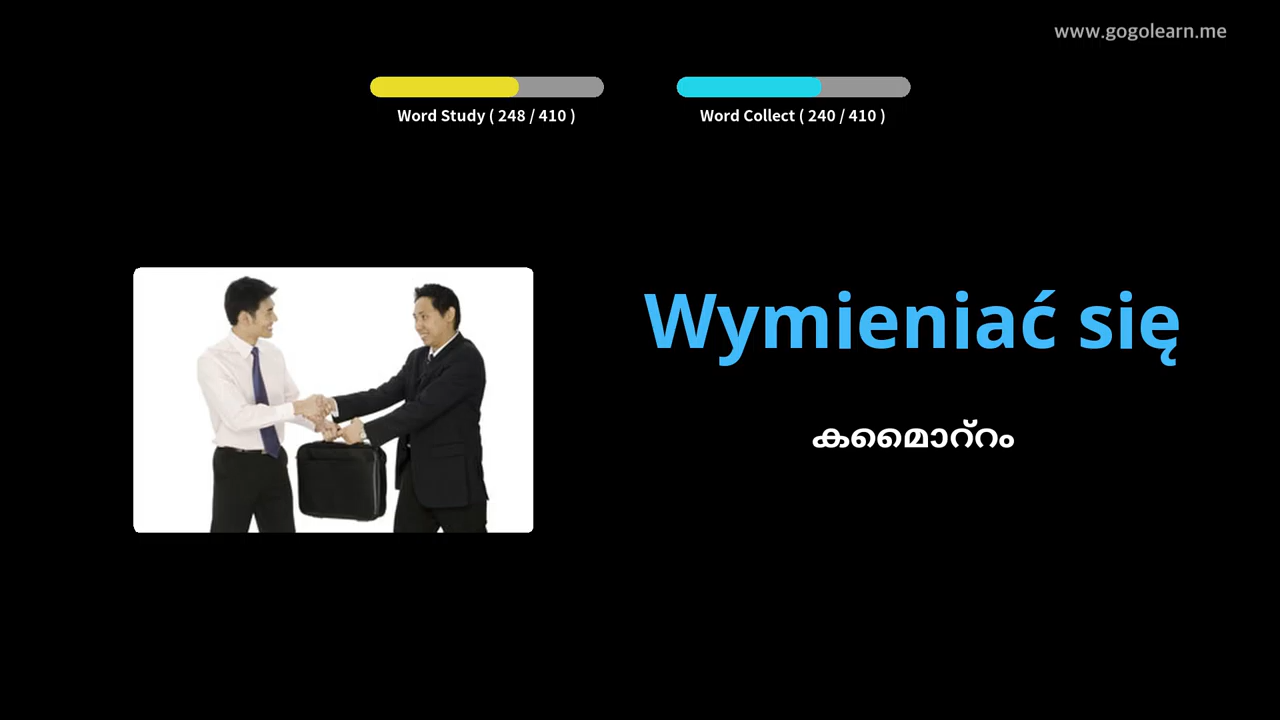 www.gogolearn.me
Word Study ( 248 / 410 )
Word Collect ( 240 / 410 )
Wymieniać się
കൈമാറ്റം